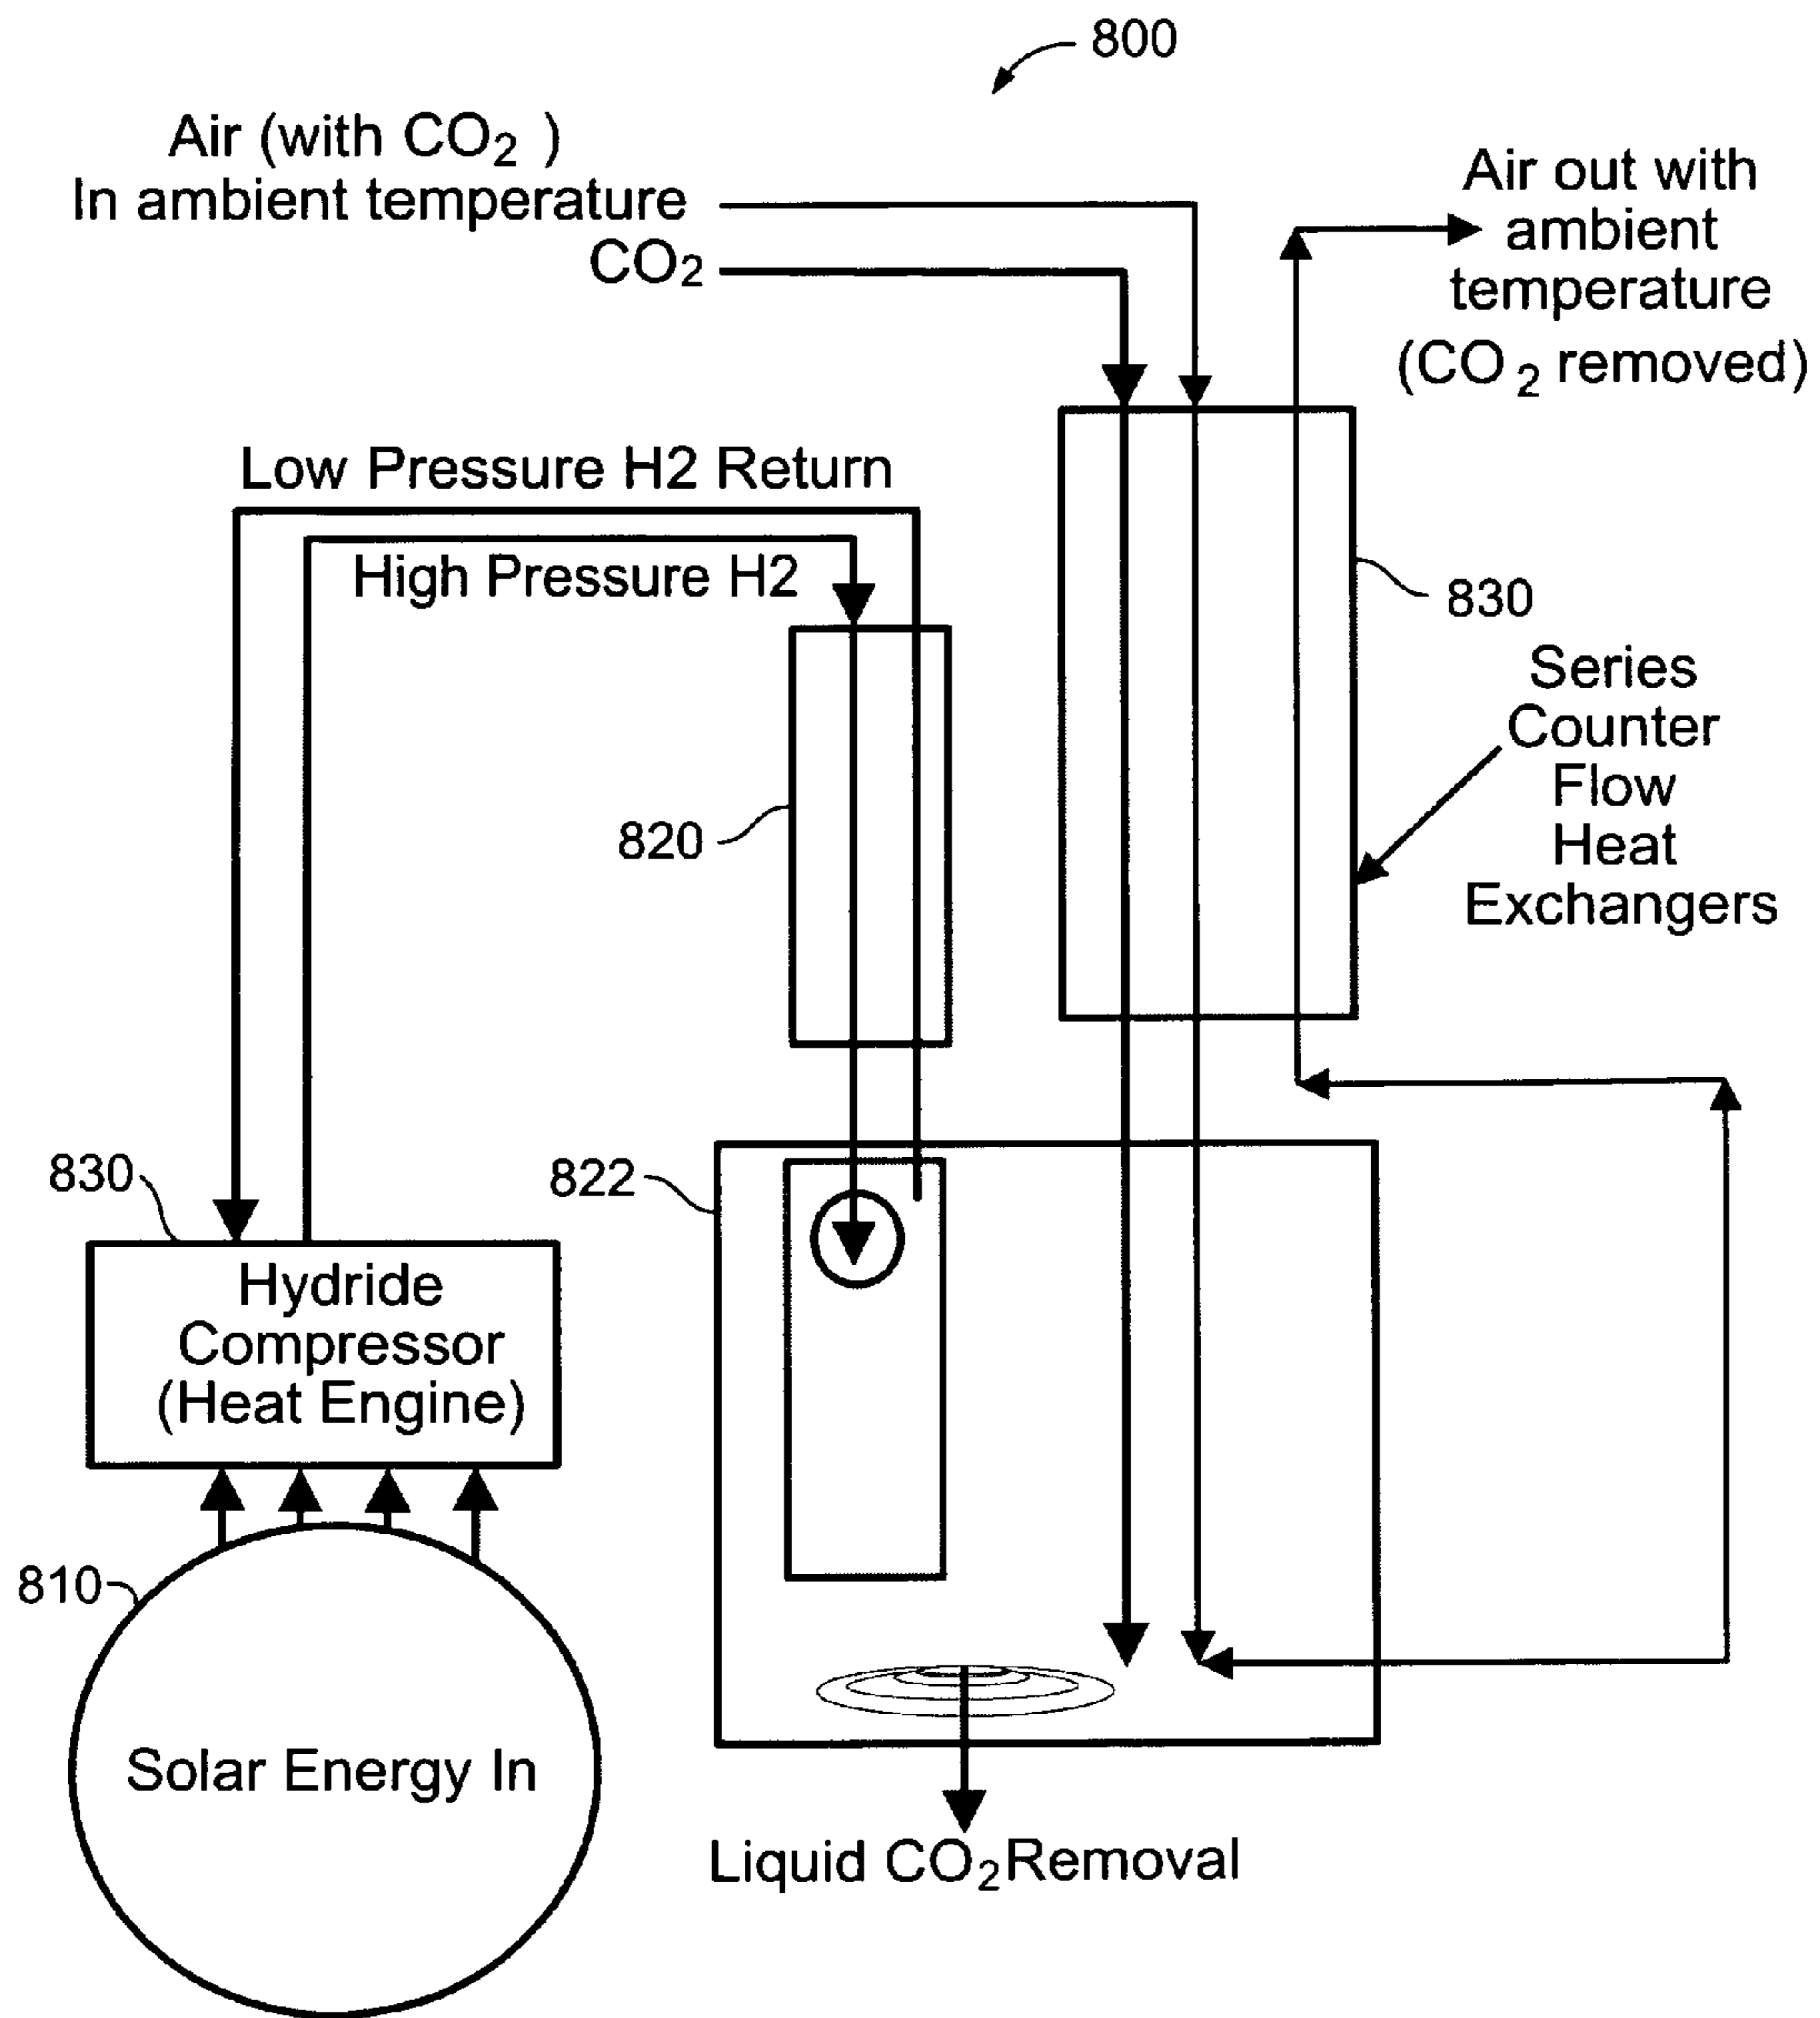 800
Air (with CO₂ )
In ambient temperature
CO₂
Air out with
ambient
temperature
(CO ₂ removed)
Low Pressure H2 Return
High Pressure H2
830
Series
Counter
Flow
Heat
Exchangers
820
830
822
Hydride
Compressor
(Heat Engine)
810
Solar Energy In
Liquid CO₂ Removal